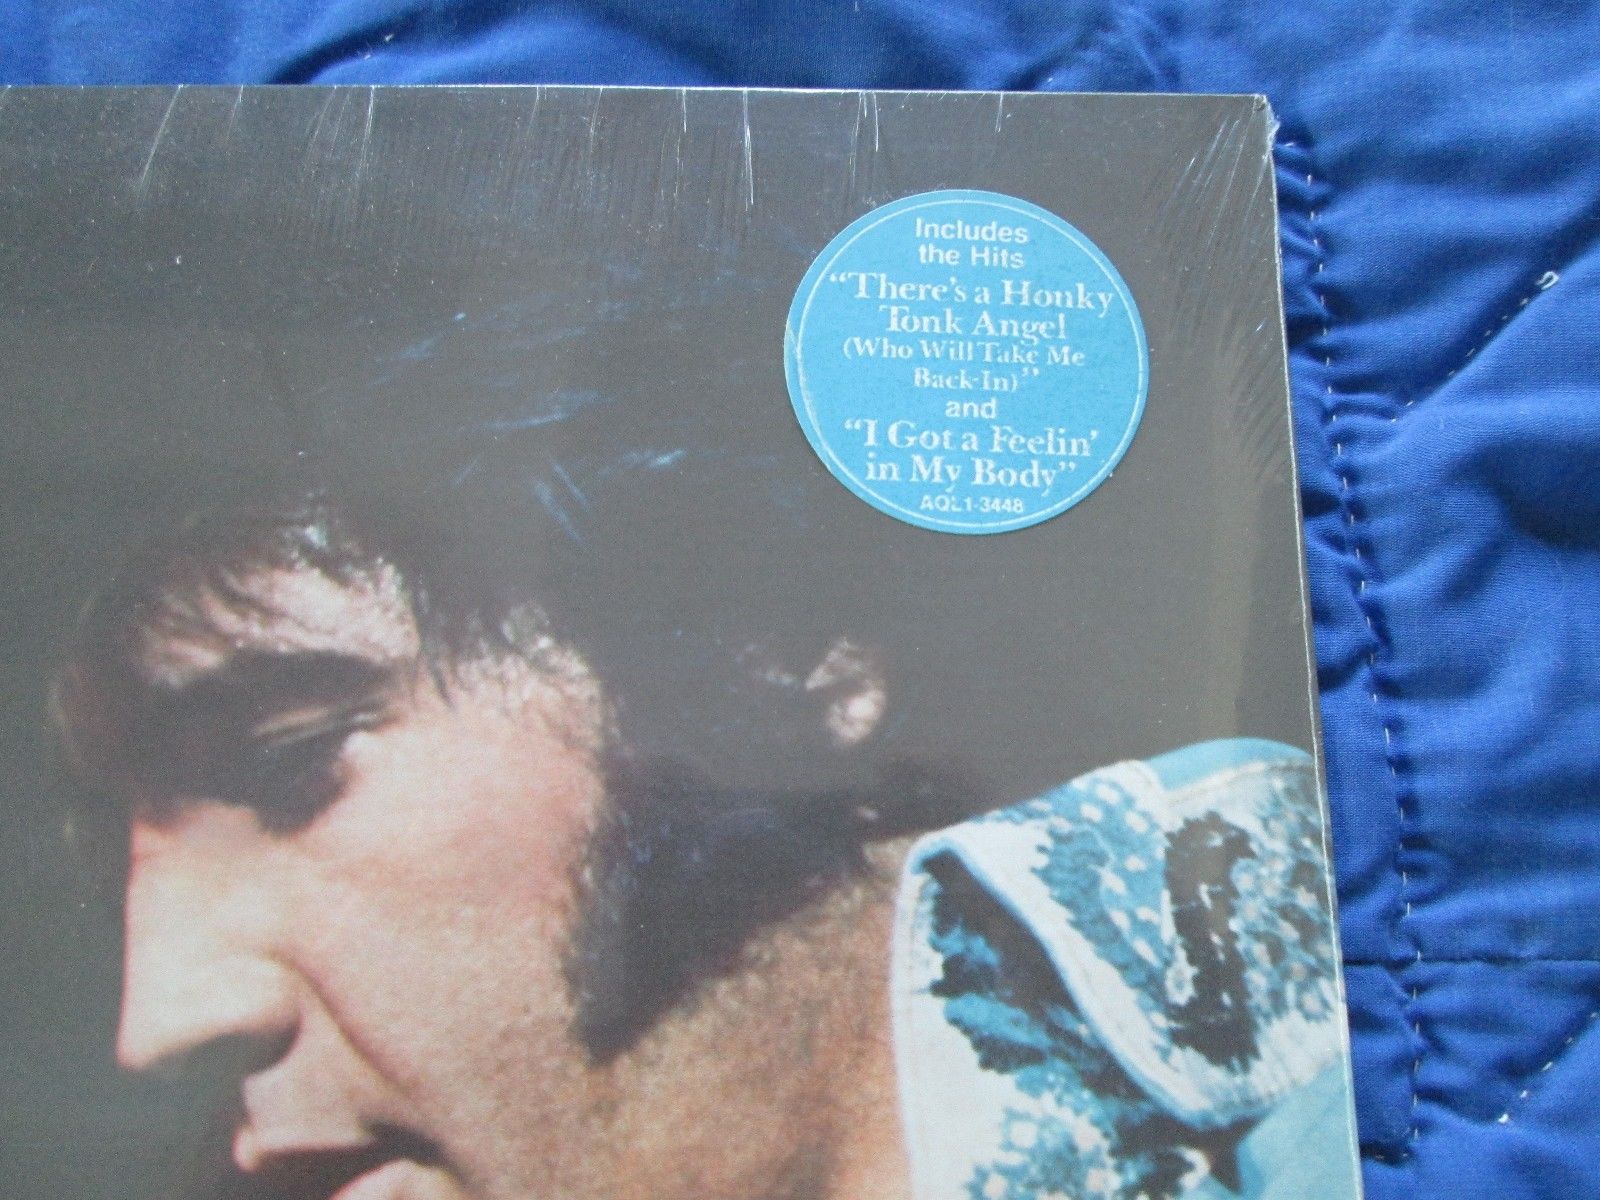 Includes
the Hits
“There's a Honky
Tonk Angel
(Who Will Take Me
Back-In)”
and
“I Got a Feelin'
in My Body”
AQL1-3448